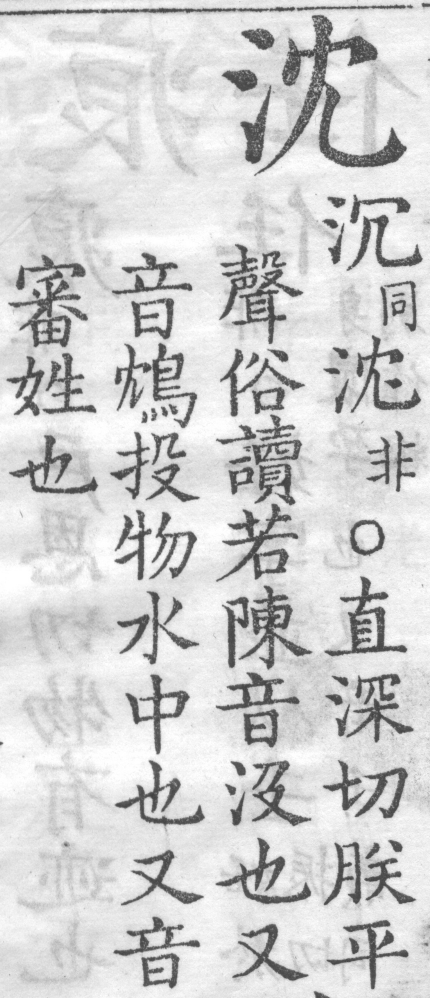 沈
沉同沈非○直深切朕平
聲俗讀若陳音沒也又
音鴆投物水中也又音
審姓也